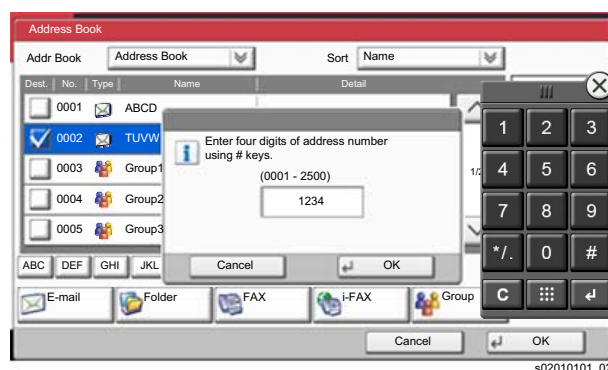 Address Book
Addr Book Address Book Sort Name
Dest. No. Type Name Detail
0001 ABCD
0002 TUVW
0003 Group1
0004 Group2
0005 Group3
1/2
Enter four digits of address number
using # keys.
(0001 - 2500)
1234
Cancel OK
1 2 3
4 5 6
7 8 9
*/. 0 #
C
ABC DEF GHI JKL
E-mail Folder FAX i-FAX Group
Cancel OK